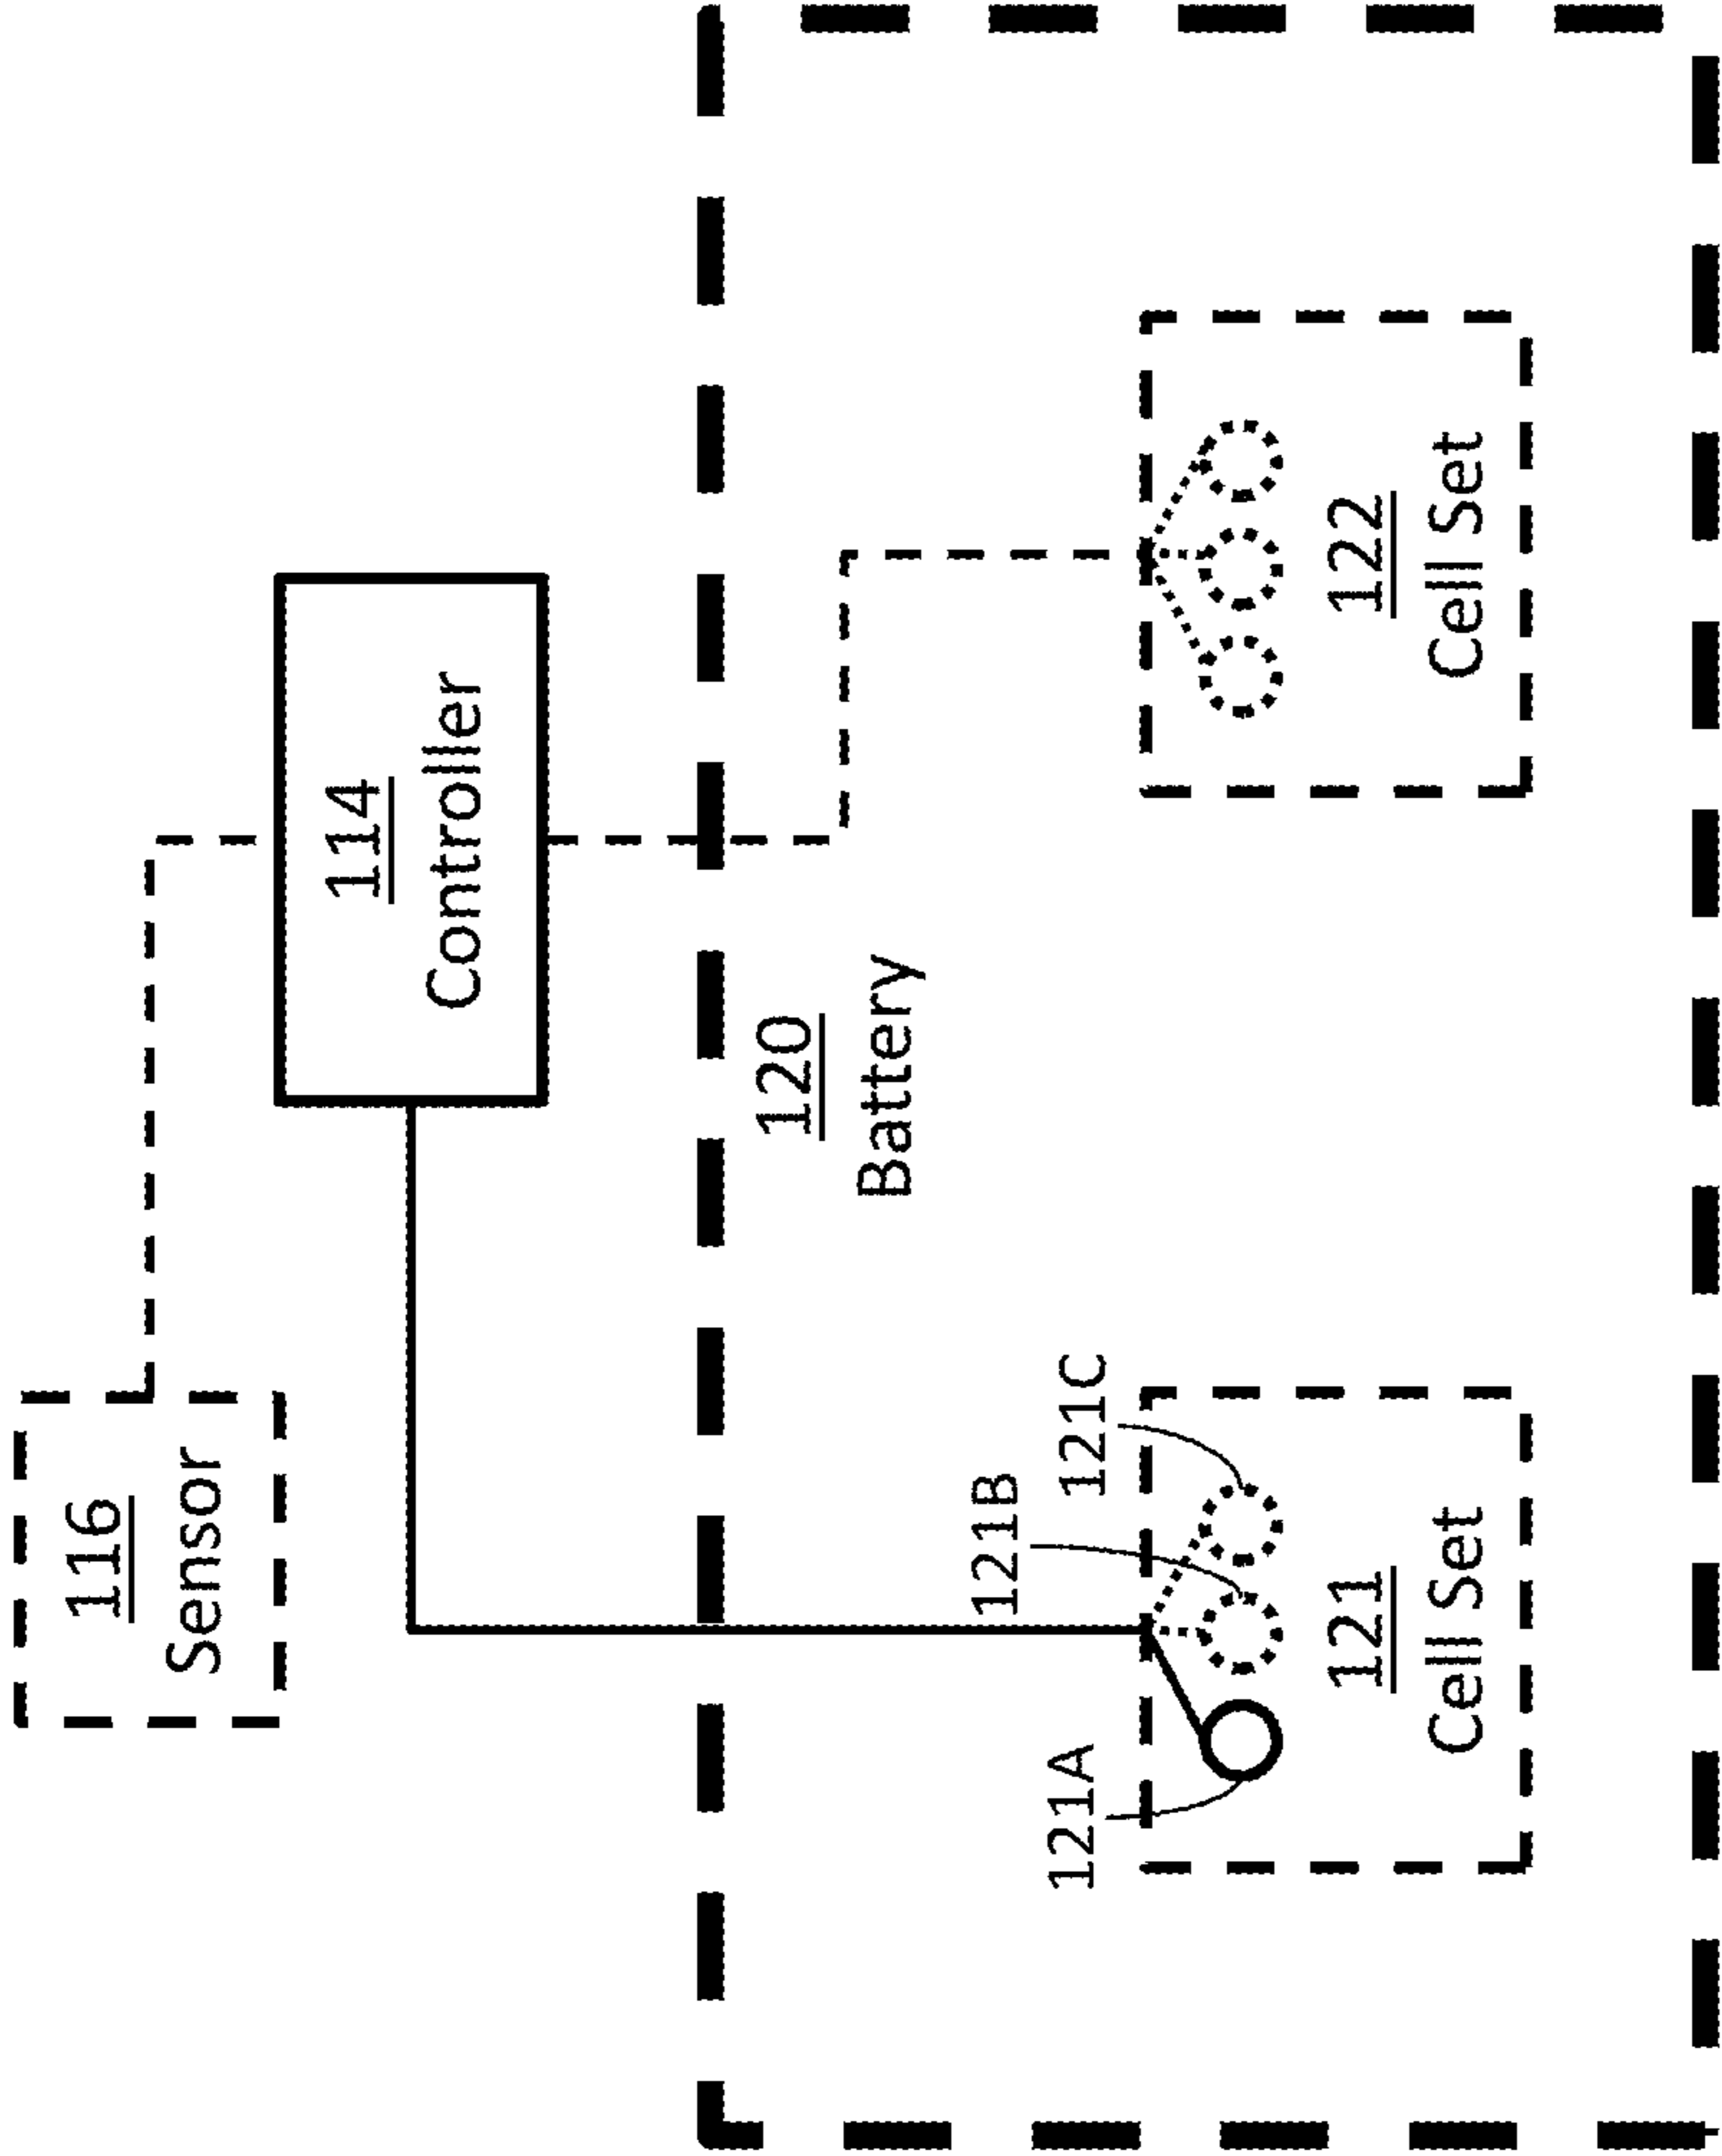 116
Sensor
114
Controller
120
Battery
121A
121B
121C
121
Cell Set
122
Cell Set